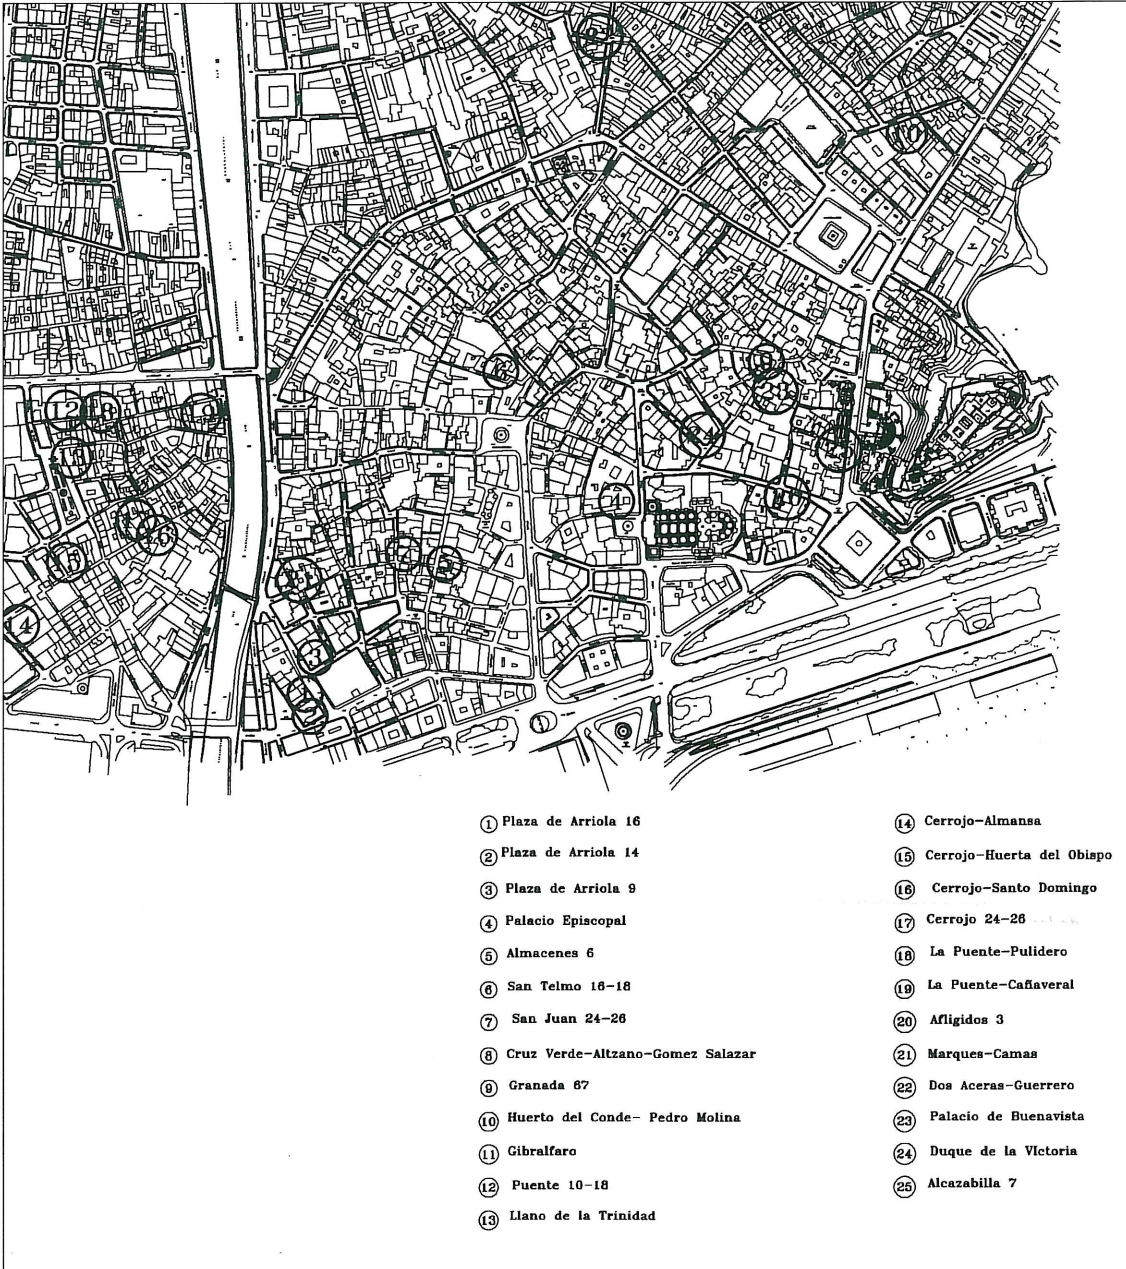 ① Plaza de Arriola 16
② Plaza de Arriola 14
③ Plaza de Arriola 9
④ Palacio Episcopal
⑤ Almacenes 6
⑥ San Telmo 16-18
⑦ San Juan 24-26
⑧ Cruz Verde-Altzano-Gomez Salazar
⑨ Granada 67
⑩ Huerto del Conde- Pedro Molina
⑪ Gibralfaro
⑫ Puente 10-18
⑬ Llano de la Trinidad
⑭ Cerrojo-Almansa
⑮ Cerrojo-Huerta del Obispo
⑯ Cerrojo-Santo Domingo
⑰ Cerrojo 24-26
⑱ La Puente-Pulidero
⑲ La Puente-Cañaveral
⑳ Afligidos 3
㉑ Marques-Camas
㉒ Dos Aceras-Guerrero
㉓ Palacio de Buenavista
㉔ Duque de la VIctoria
㉕ Alcazabilla 7